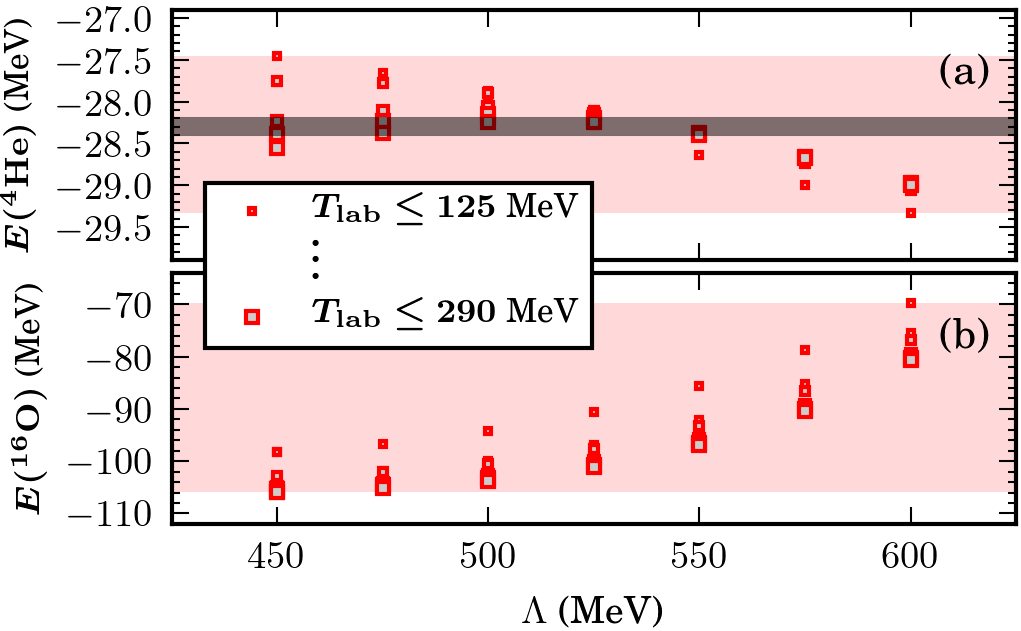 E(⁴He) (MeV)
−27.0
−27.5
−28.0
−28.5
−29.0
−29.5
(a)
T_lab ≤ 125 MeV
⋮
T_lab ≤ 290 MeV
E(¹⁶O) (MeV)
−70
−80
−90
−100
−110
(b)
450 500 550 600
Λ (MeV)